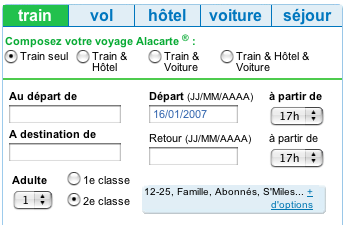 train vol hôtel voiture séjour
Composez votre voyage Alacarte ® :
Train seul Train & Hôtel Train & Voiture Train & Hôtel & Voiture
Au départ de Départ (JJ/MM/AAAA) à partir de
16/01/2007 17h
A destination de Retour (JJ/MM/AAAA) à partir de
17h
Adulte 1e classe
1 2e classe
12-25, Famille, Abonnés, S'Miles... +
d'options